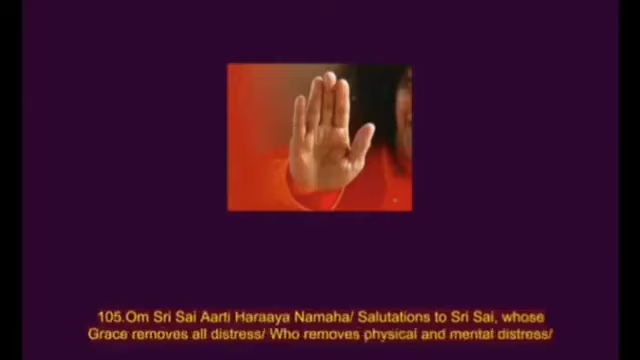 105.Om Sri Sai Aarti Haraaya Namaha/ Salutations to Sri Sai, whose
Grace removes all distress/ Who removes physical and mental distress/